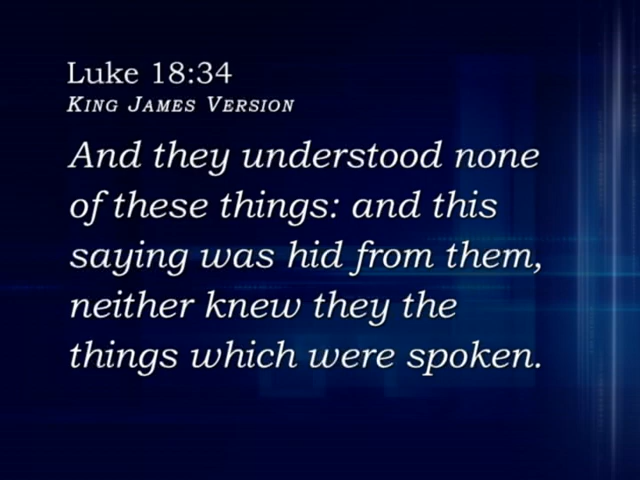 Luke 18:34
King James Version
And they understood none
of these things: and this
saying was hid from them,
neither knew they the
things which were spoken.